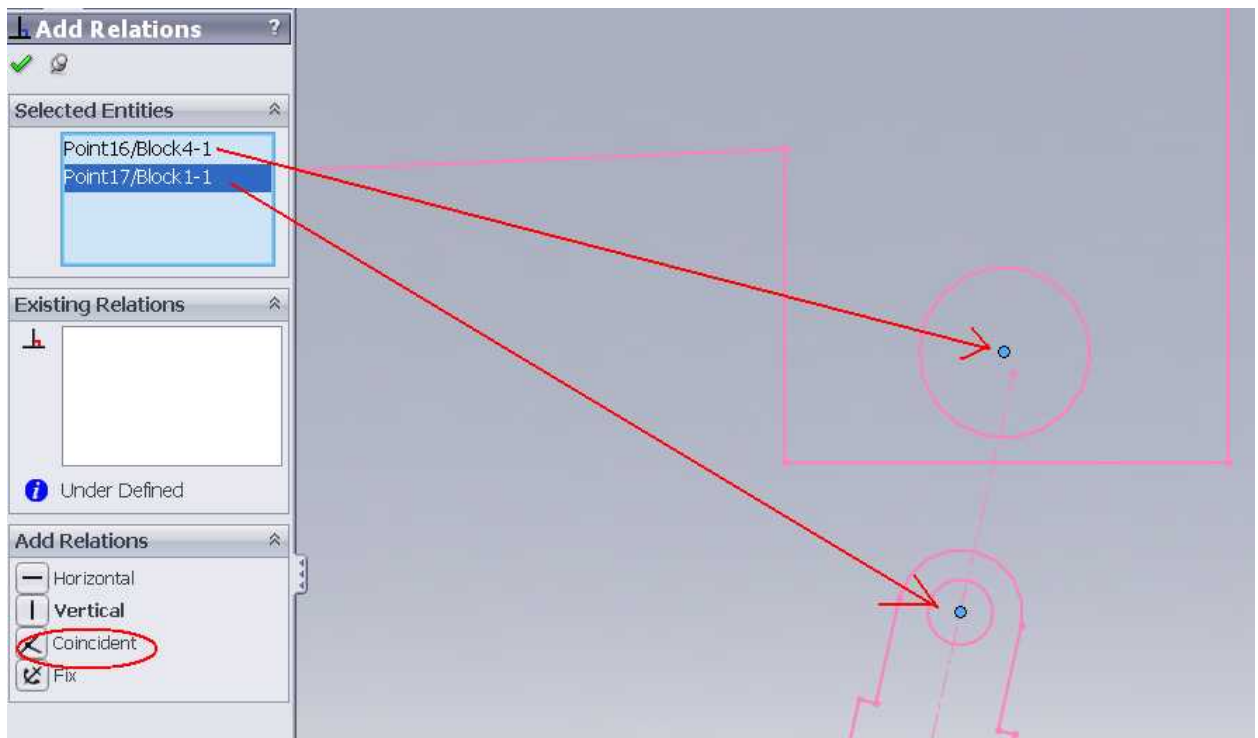 Add Relations ?
Selected Entities
Point16/Block4-1
Point17/Block1-1
Existing Relations
i Under Defined
Add Relations
Horizontal
Vertical
Coincident
Fix